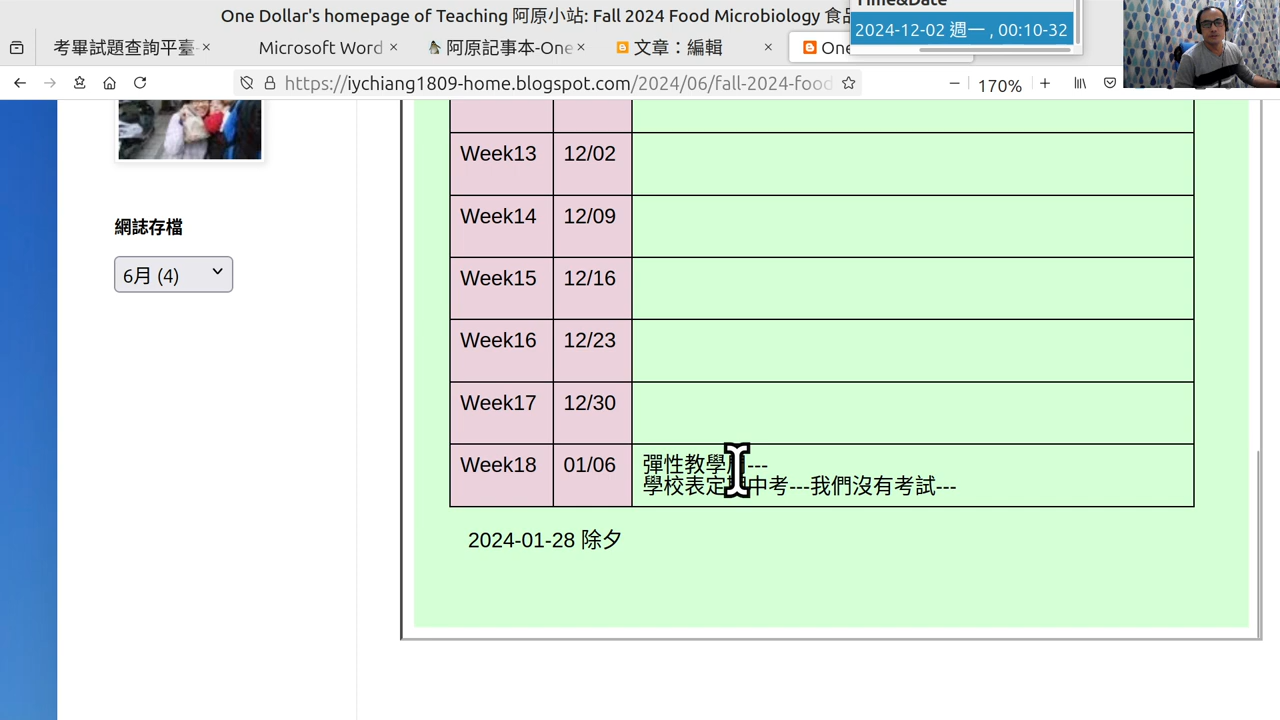 One Dollar's homepage of Teaching 阿原小站: Fall 2024 Food Microbiology 食品
Time&Date
2024-12-02 週一 , 00:10-32
考畢試題查詢平臺- ×
Microsoft Word ×
阿原記事本-One ×
文章：編輯 ×
One
https://iychiang1809-home.blogspot.com/2024/06/fall-2024-food
170%
Week13 12/02
網誌存檔
Week14 12/09
6月 (4)
Week15 12/16
Week16 12/23
Week17 12/30
Week18 01/06 彈性教學---
學校表定中考---我們沒有考試---
2024-01-28 除夕